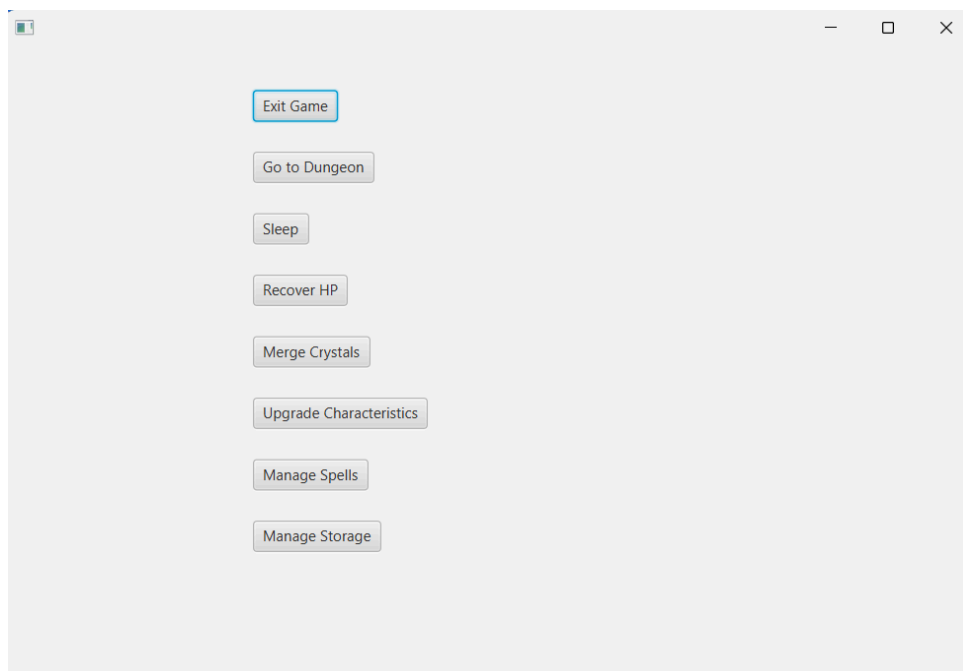 Exit Game
Go to Dungeon
Sleep
Recover HP
Merge Crystals
Upgrade Characteristics
Manage Spells
Manage Storage